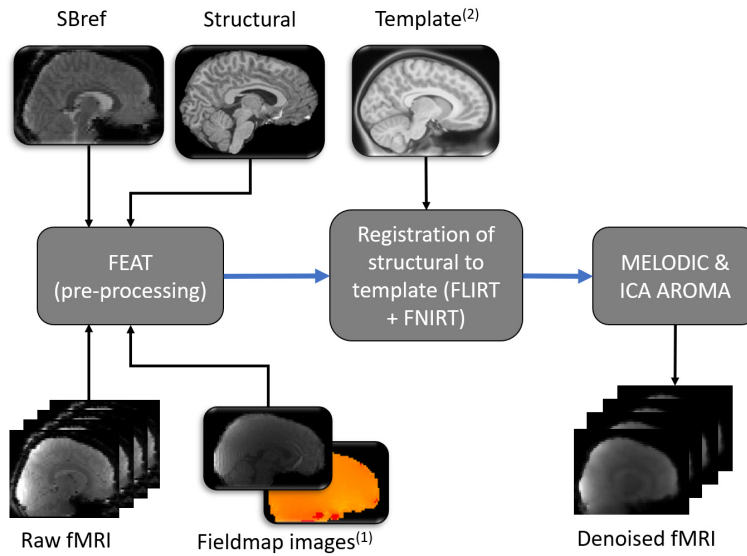 SBref
Structural
Template(2)
FEAT
(pre-processing)
Registration of
structural to
template (FLIRT
+ FNIRT)
MELODIC &
ICA AROMA
Raw fMRI
Fieldmap images(1)
Denoised fMRI